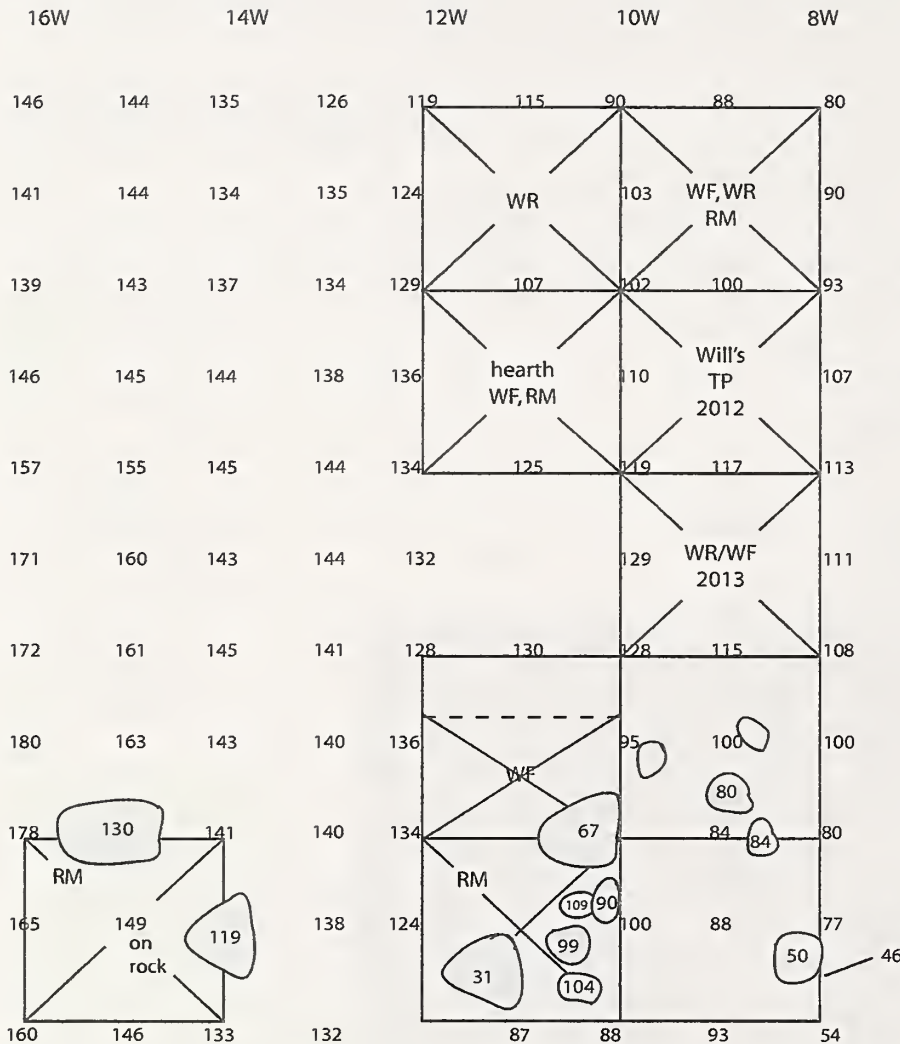 16W 14W 12W 10W 8W
146 144 135 126 119 115 90 88 80
141 144 134 135 124 WR 103 WF, WR 90
RM
139 143 137 134 129 107 102 100 93
hearth Will's
146 145 144 138 136 WF, RM 110 TP 107
2012
157 155 145 144 134 125 119 117 113
171 160 143 144 132 129 WR/WF 111
2013
172 161 145 141 128 130 128 115 108
180 163 143 140 136 95 100 100
WF
80
178 130 141 140 134 67 84 84 80
RM RM
109 90
165 149 119 138 124 100 88 77
on 99
rock
31 104 50 46
160 146 133 132 87 88 93 54